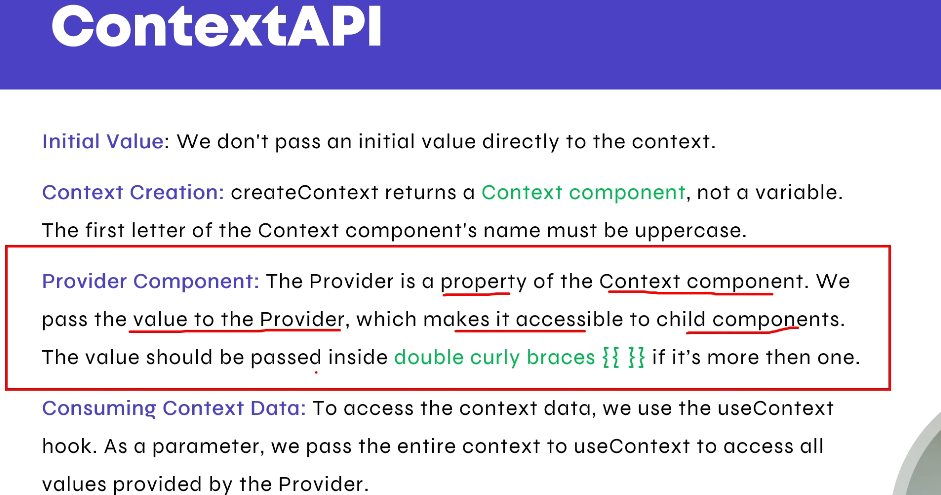 ContextAPI
Initial Value: We don't pass an initial value directly to the context.
Context Creation: createContext returns a Context component, not a variable.
The first letter of the Context component's name must be uppercase.
Provider Component: The Provider is a property of the Context component. We
pass the value to the Provider, which makes it accessible to child components.
The value should be passed inside double curly braces {{ }} if it's more then one.
Consuming Context Data: To access the context data, we use the useContext
hook. As a parameter, we pass the entire context to useContext to access all
values provided by the Provider.